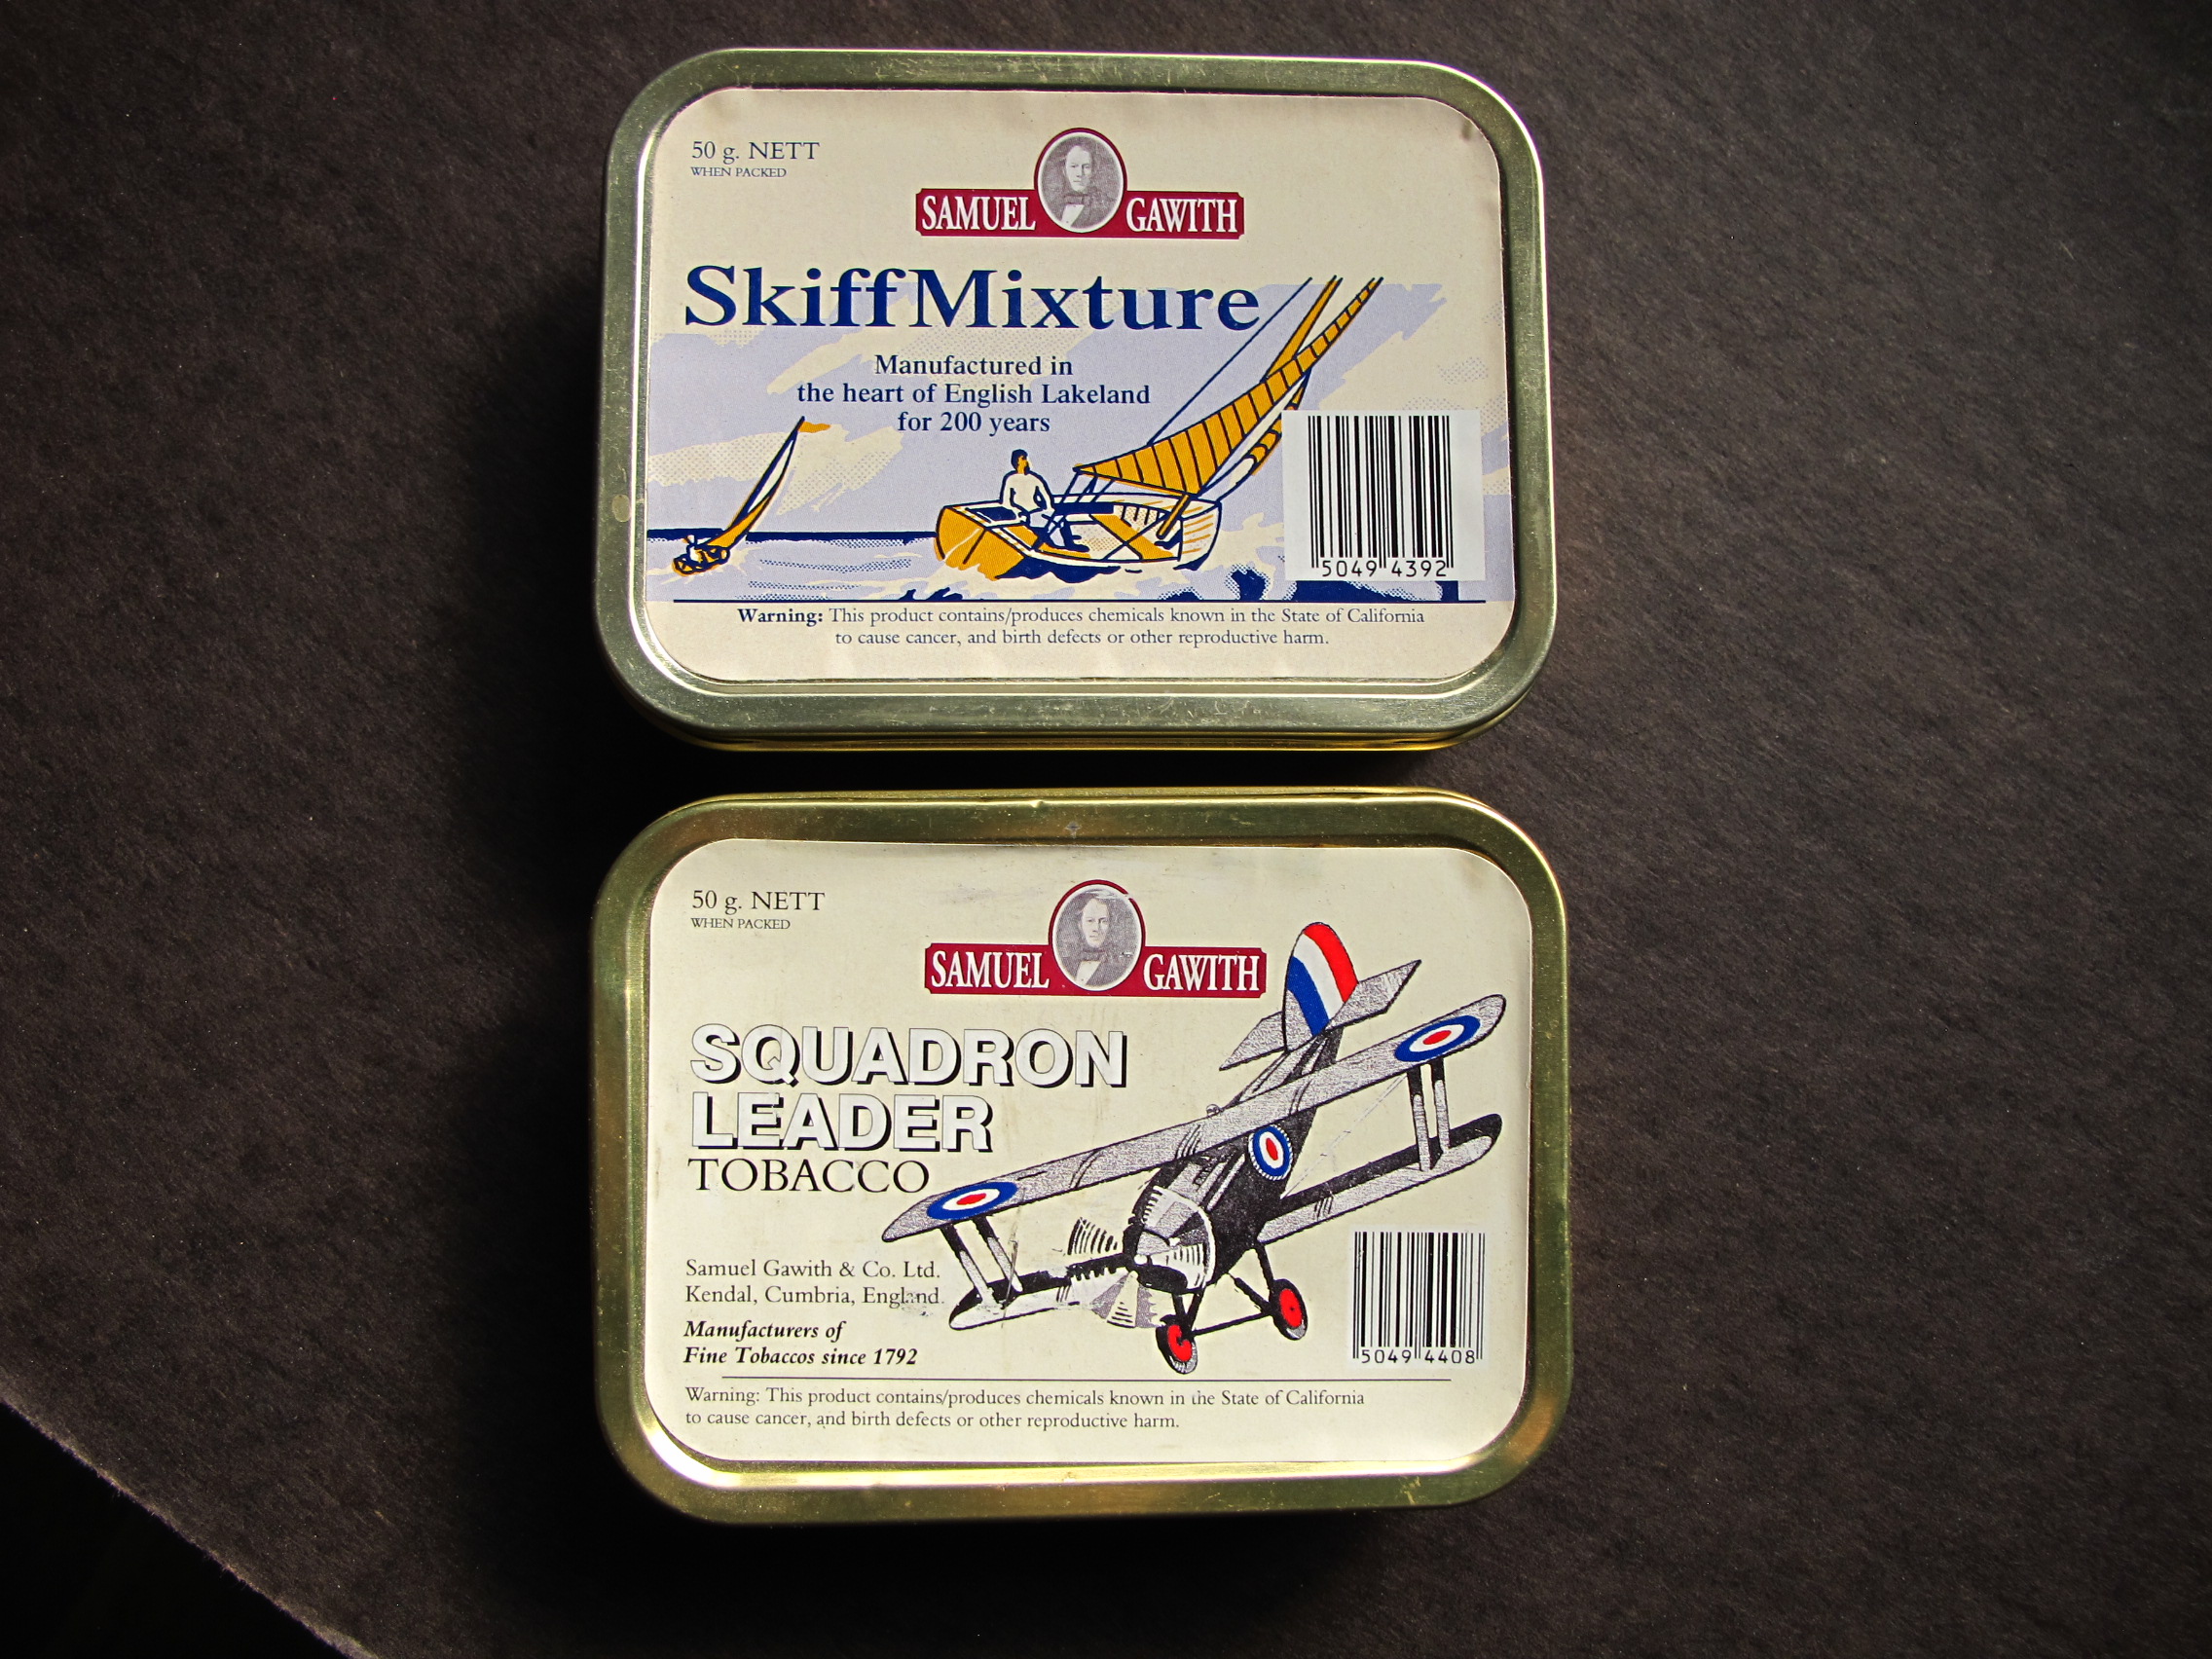 50 g. NETT
WHEN PACKED
SAMUEL GAWITH
Skiff Mixture
Manufactured in
the heart of English Lakeland
for 200 years
5049 4392
Warning: This product contains/produces chemicals known in the State of California
to cause cancer, and birth defects or other reproductive harm.
50 g. NETT
WHEN PACKED
SAMUEL GAWITH
SQUADRON
LEADER
TOBACCO
Samuel Gawith & Co. Ltd.
Kendal, Cumbria, England.
Manufacturers of
Fine Tobaccos since 1792
5049 4408
Warning: This product contains/produces chemicals known in the State of California
to cause cancer, and birth defects or other reproductive harm.